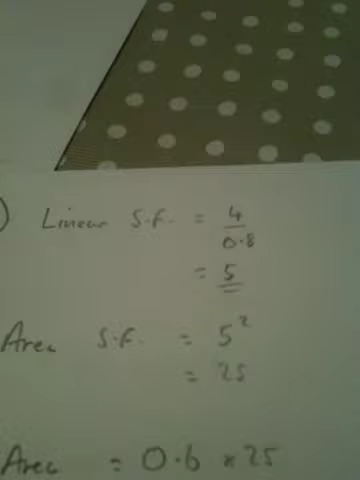 ) Linear S.F. = 4/0.8
= 5
Area S.F. = 5²
= 25
Area = 0.6 × 25